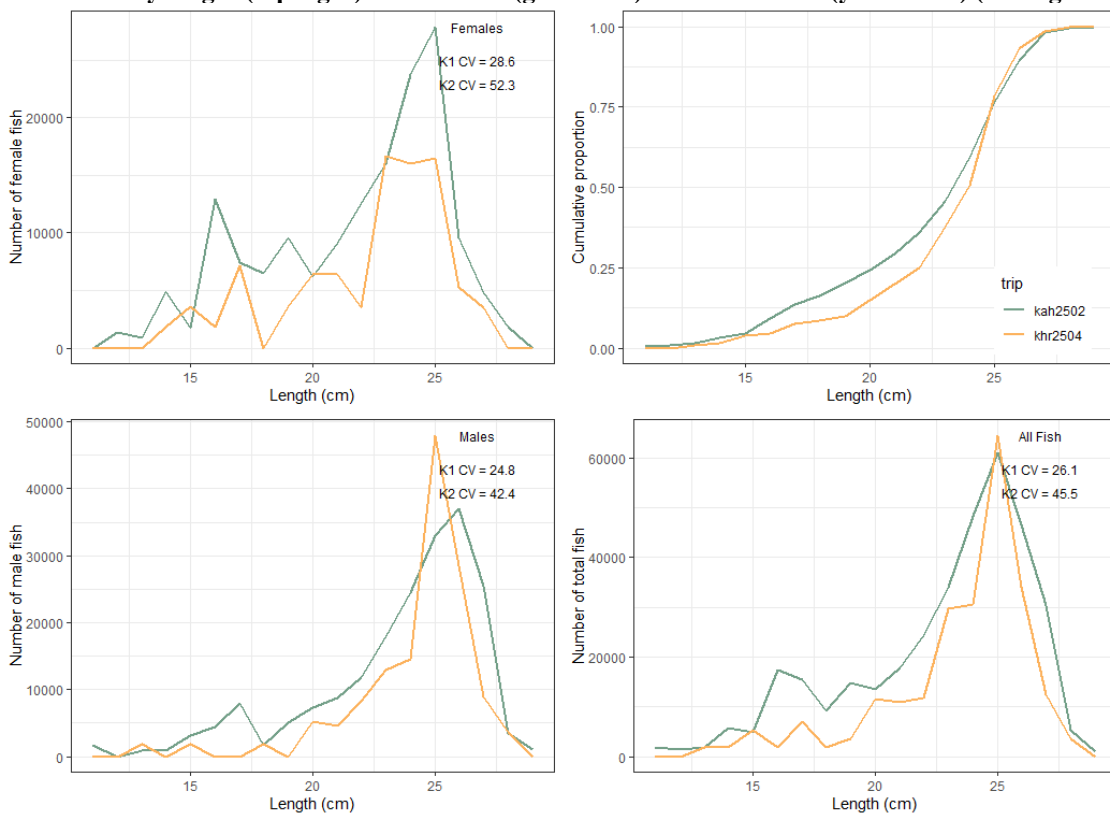 Females
K1 CV = 28.6
K2 CV = 52.3
Number of female fish
20000
10000
0
15
20
25
Length (cm)
Cumulative proportion
1.00
0.75
0.50
0.25
0.00
trip
kah2502
khr2504
15
20
25
Length (cm)
Males
K1 CV = 24.8
K2 CV = 42.4
Number of male fish
50000
40000
30000
20000
10000
0
15
20
25
Length (cm)
All Fish
K1 CV = 26.1
K2 CV = 45.5
Number of total fish
60000
40000
20000
0
15
20
25
Length (cm)